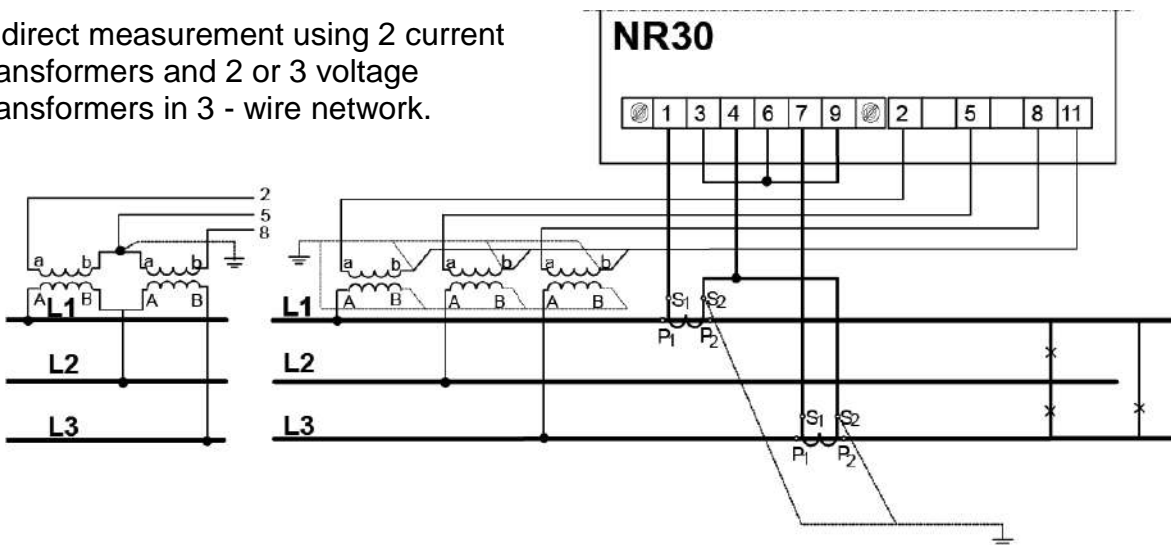 direct measurement using 2 current
ansformers and 2 or 3 voltage
ansformers in 3 - wire network.
NR30
1 3 4 6 7 9 2 5 8 11
2
5
8
a b a b
A B A B
L1
L2
L3
a b a b a b
A B A B A B
L1
S1 S2
P1 P2
L2
L3
S1 S2
P1 P2